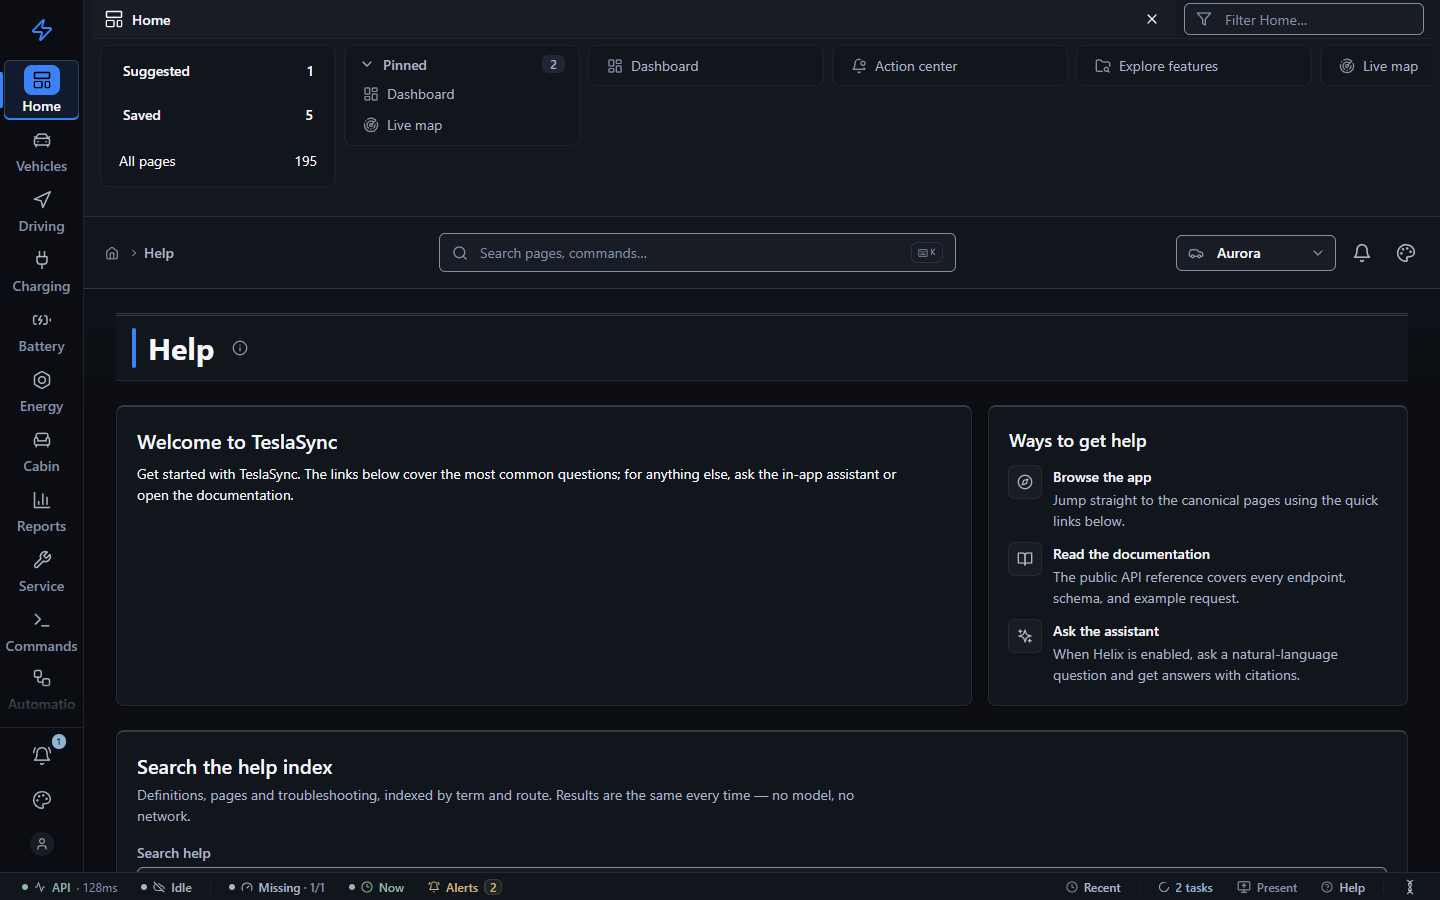 Home
Filter Home...
Home
Vehicles
Driving
Charging
Battery
Energy
Cabin
Reports
Service
Commands
Automatio
1
Suggested 1
Saved 5
All pages 195
Pinned 2
Dashboard
Live map
Dashboard
Action center
Explore features
Live map
Help
Search pages, commands...
K
Aurora
Help
Welcome to TeslaSync
Get started with TeslaSync. The links below cover the most common questions; for anything else, ask the in-app assistant or
open the documentation.
Ways to get help
Browse the app
Jump straight to the canonical pages using the quick
links below.
Read the documentation
The public API reference covers every endpoint,
schema, and example request.
Ask the assistant
When Helix is enabled, ask a natural-language
question and get answers with citations.
Search the help index
Definitions, pages and troubleshooting, indexed by term and route. Results are the same every time — no model, no
network.
Search help
API · 128ms
Idle
Missing · 1/1
Now
Alerts 2
Recent
2 tasks
Present
Help